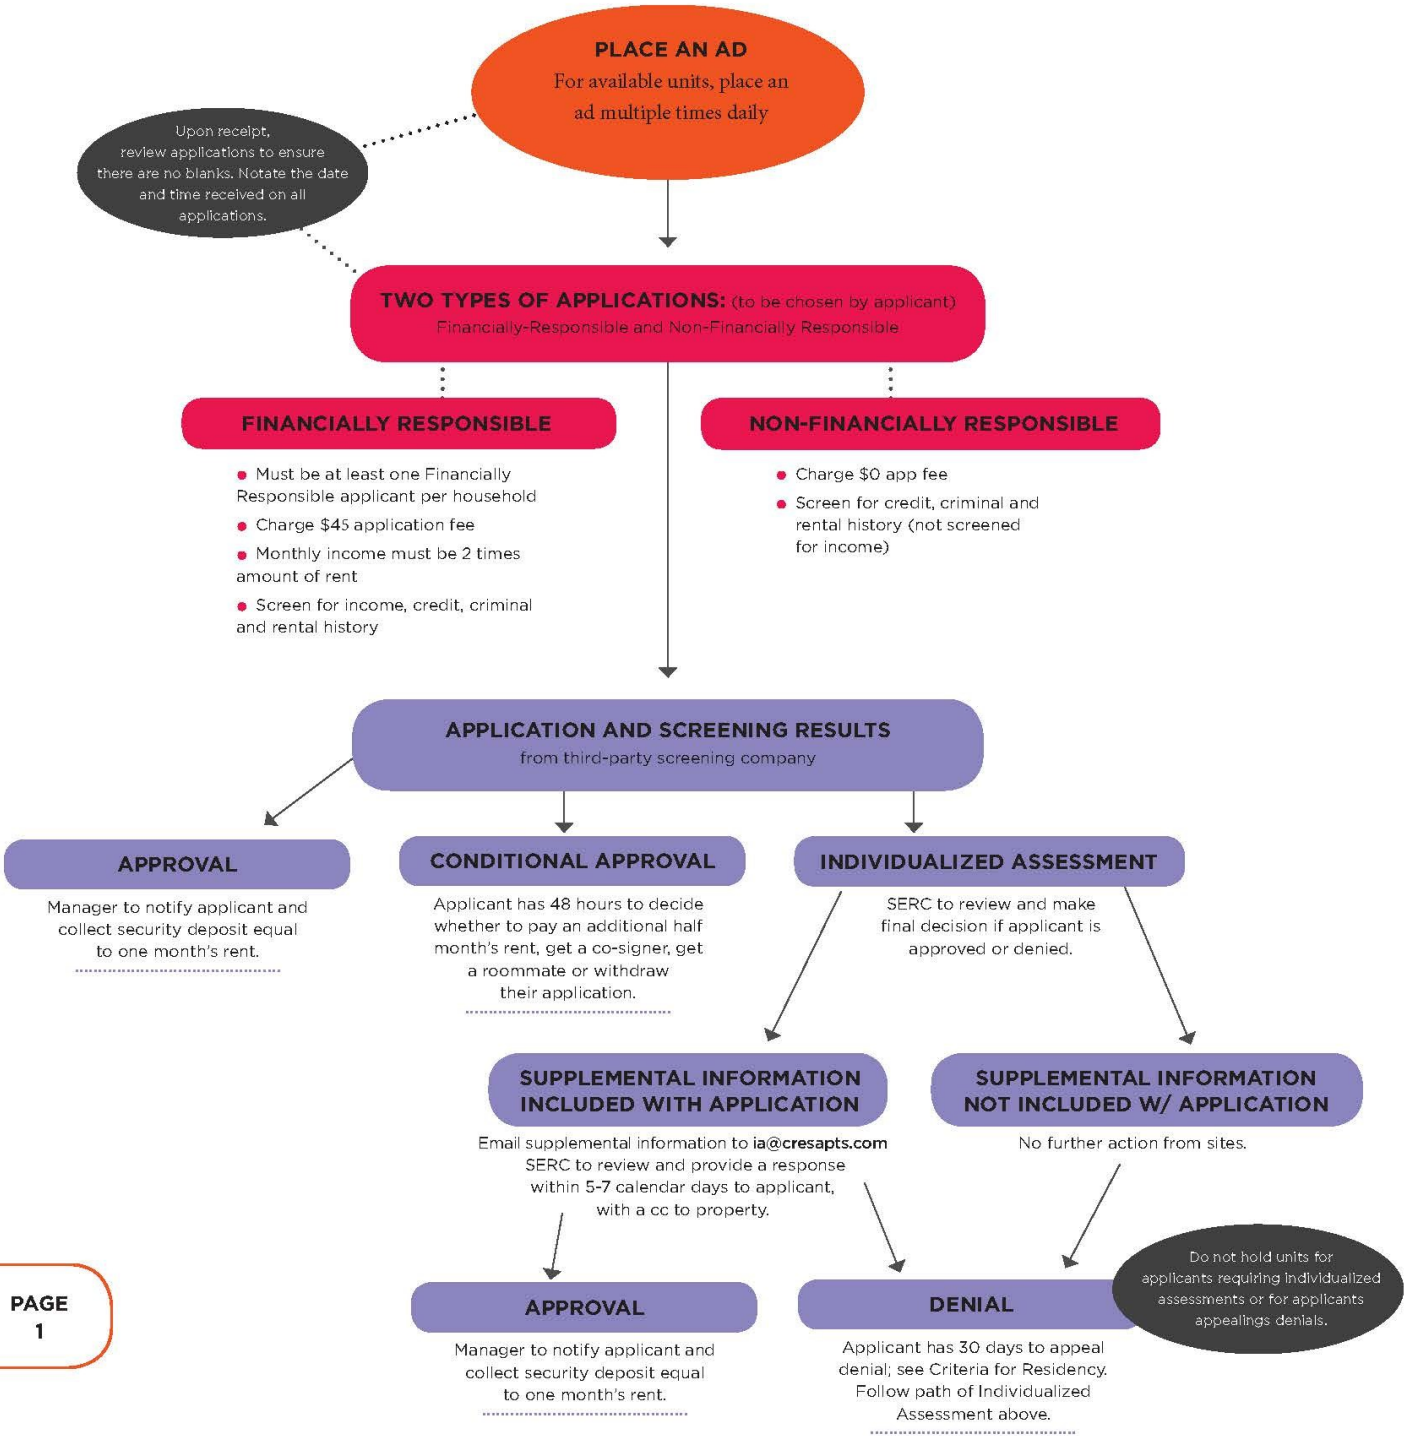 PLACE AN AD
For available units, place an
ad multiple times daily
Upon receipt,
review applications to ensure
there are no blanks. Notate the date
and time received on all
applications.
TWO TYPES OF APPLICATIONS: (to be chosen by applicant)
Financially-Responsible and Non-Financially Responsible
FINANCIALLY RESPONSIBLE
• Must be at least one Financially
Responsible applicant per household
• Charge $45 application fee
• Monthly income must be 2 times
amount of rent
• Screen for income, credit, criminal
and rental history
NON-FINANCIALLY RESPONSIBLE
• Charge $0 app fee
• Screen for credit, criminal and
rental history (not screened
for income)
APPLICATION AND SCREENING RESULTS
from third-party screening company
APPROVAL
Manager to notify applicant and
collect security deposit equal
to one month's rent.
CONDITIONAL APPROVAL
Applicant has 48 hours to decide
whether to pay an additional half
month's rent, get a co-signer, get
a roommate or withdraw
their application.
INDIVIDUALIZED ASSESSMENT
SERC to review and make
final decision if applicant is
approved or denied.
SUPPLEMENTAL INFORMATION
INCLUDED WITH APPLICATION
Email supplemental information to ia@cresapts.com
SERC to review and provide a response
within 5-7 calendar days to applicant,
with a cc to property.
SUPPLEMENTAL INFORMATION
NOT INCLUDED W/ APPLICATION
No further action from sites.
APPROVAL
Manager to notify applicant and
collect security deposit equal
to one month's rent.
DENIAL
Applicant has 30 days to appeal
denial; see Criteria for Residency.
Follow path of Individualized
Assessment above.
Do not hold units for
applicants requiring individualized
assessments or for applicants
appealings denials.
PAGE
1